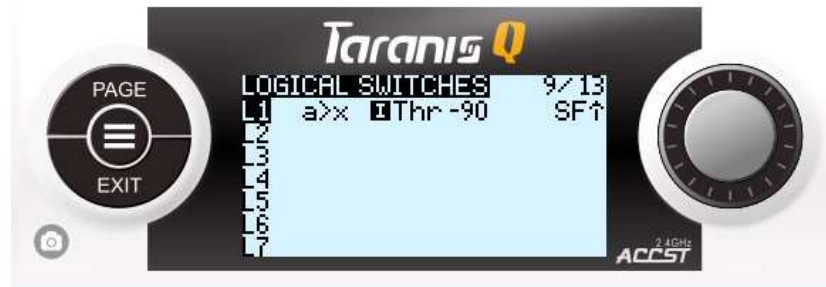 Taranis Q
PAGE
EXIT
LOGICAL SWITCHES 9/13
L1 a>x IThr -90 SF↑
L2
L3
L4
L5
L6
L7
2.4GHz
ACCST